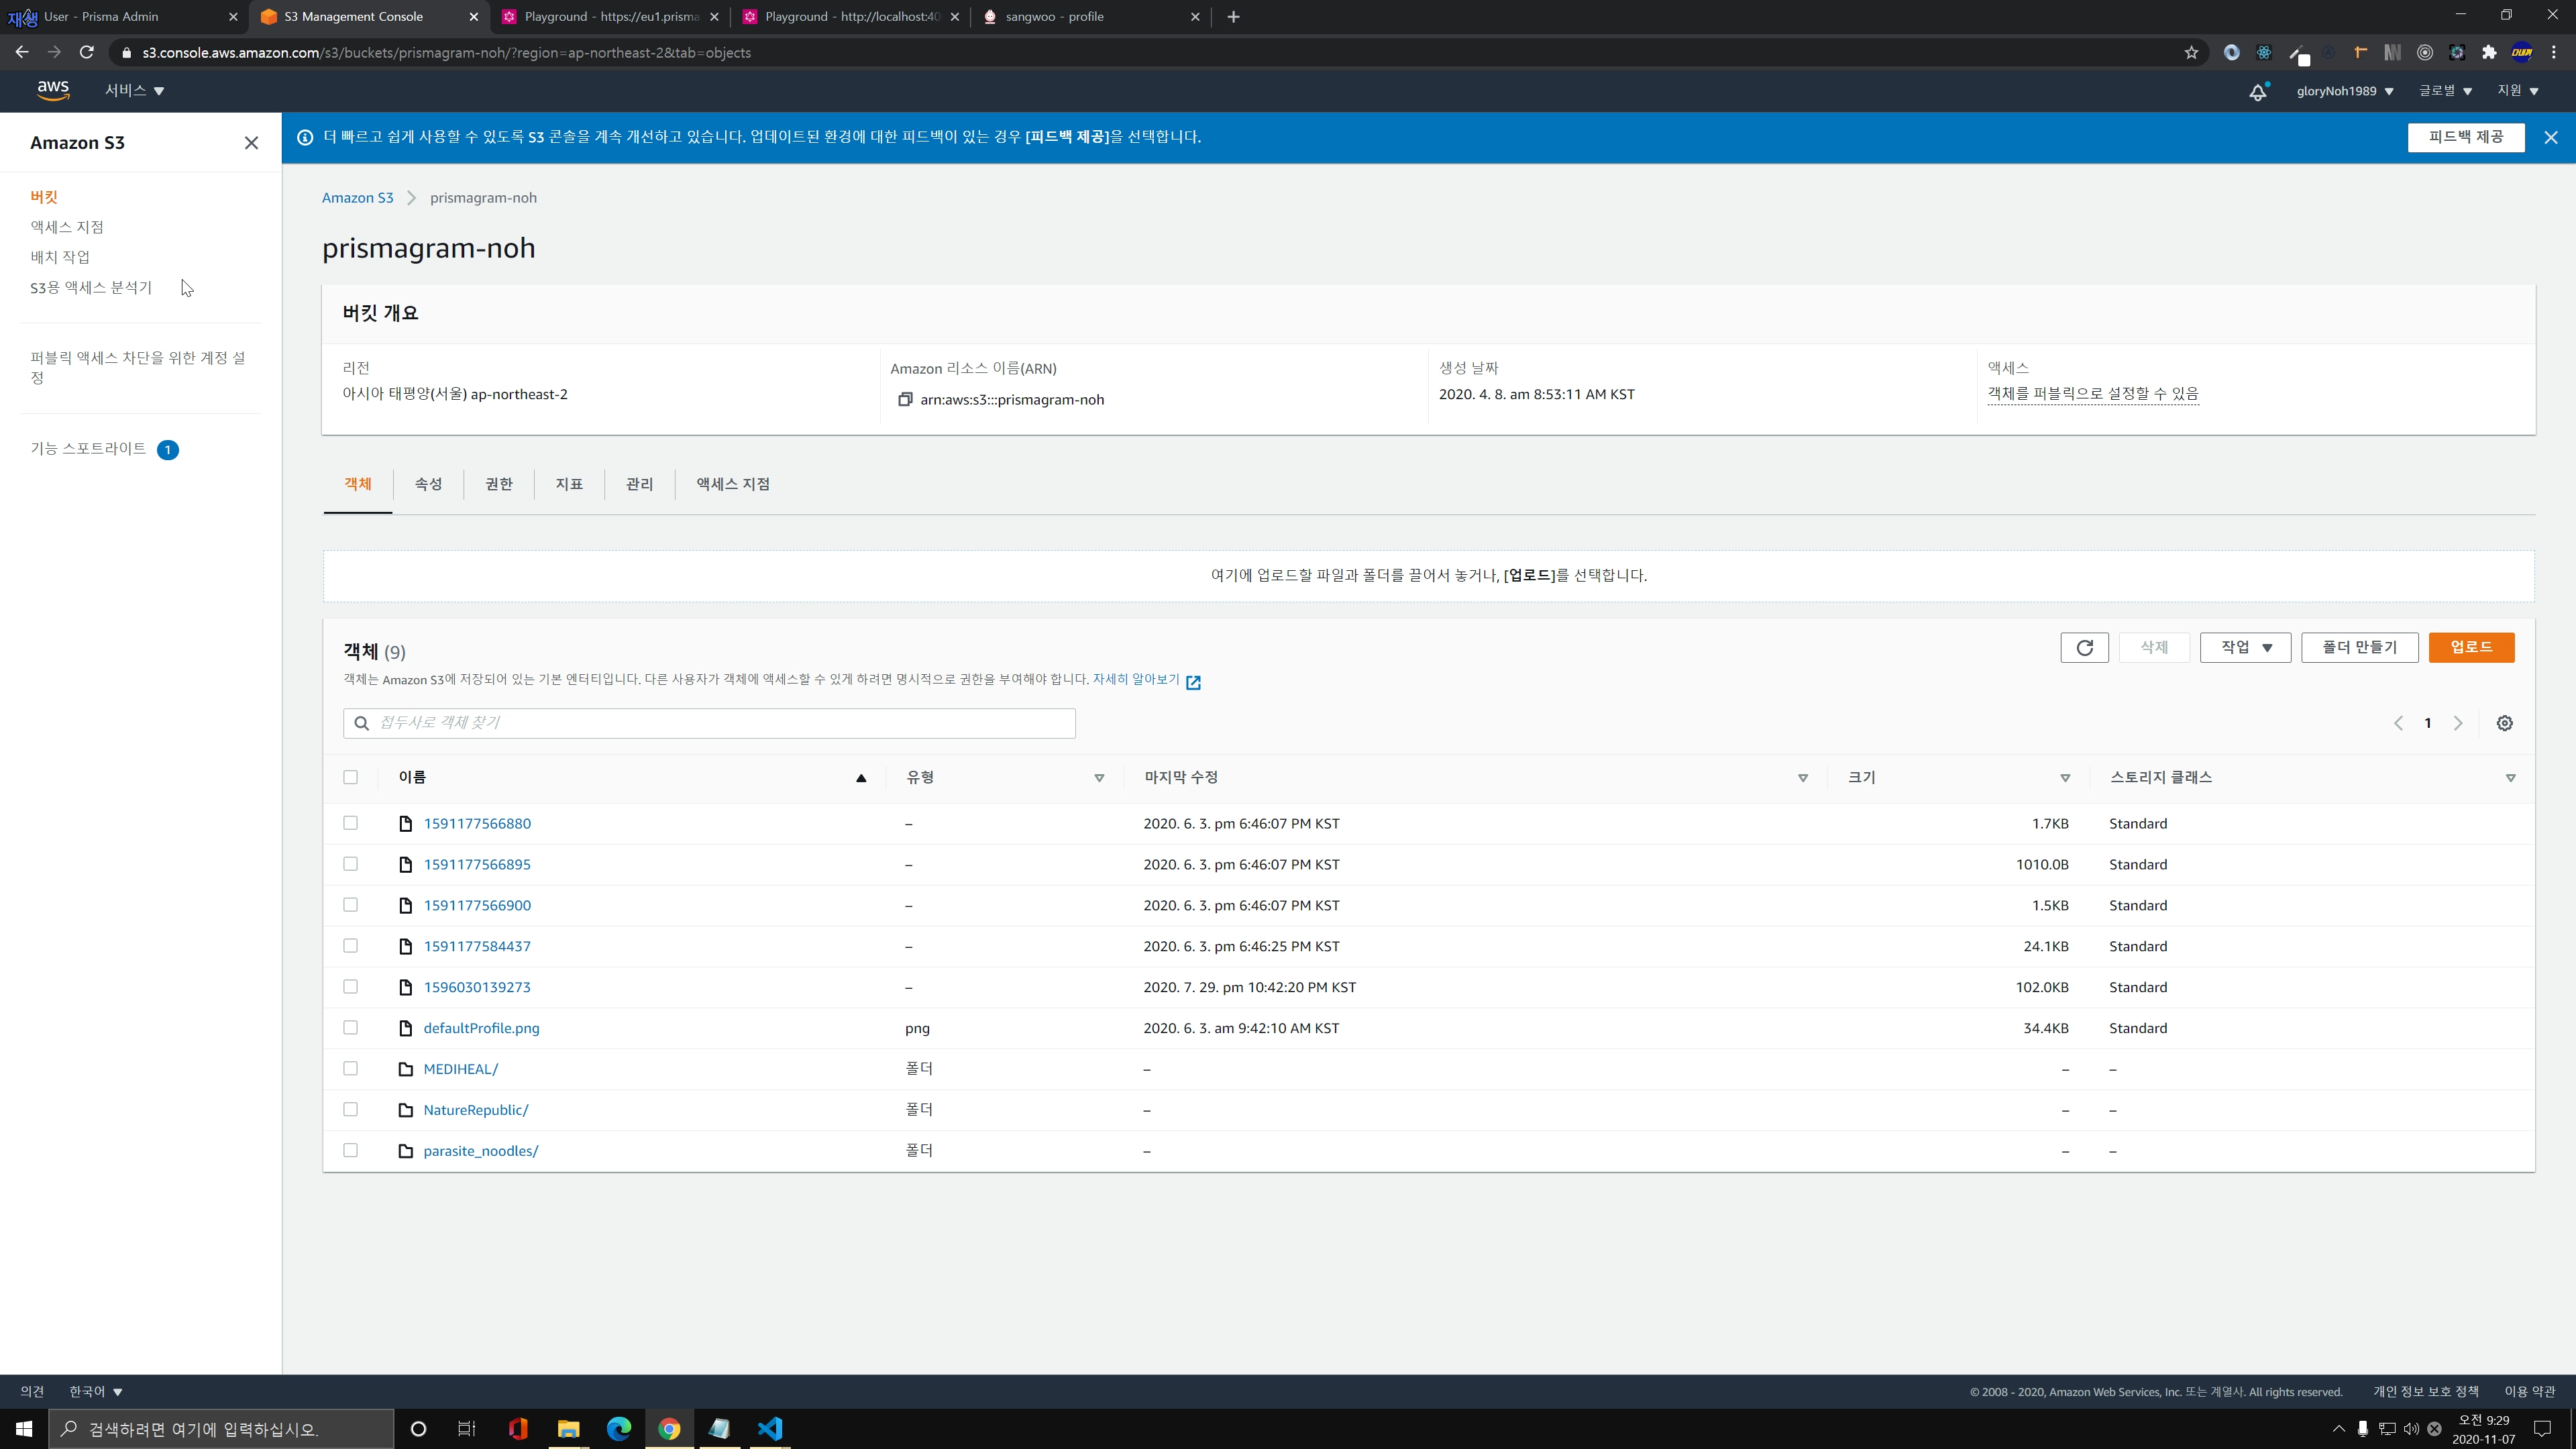 재생
User - Prisma Admin
S3 Management Console
Playground - https://eu1.prisma
Playground - http://localhost:40
sangwoo - profile
s3.console.aws.amazon.com/s3/buckets/prismagram-noh/?region=ap-northeast-2&tab=objects
aws
서비스
gloryNoh1989
글로벌
지원
Amazon S3
더 빠르고 쉽게 사용할 수 있도록 S3 콘솔을 계속 개선하고 있습니다. 업데이트된 환경에 대한 피드백이 있는 경우 [피드백 제공]을 선택합니다.
피드백 제공
버킷
액세스 지점
배치 작업
S3용 액세스 분석기
퍼블릭 액세스 차단을 위한 계정 설
정
기능 스포트라이트 1
Amazon S3
prismagram-noh
prismagram-noh
버킷 개요
리전
아시아 태평양(서울) ap-northeast-2
Amazon 리소스 이름(ARN)
arn:aws:s3:::prismagram-noh
생성 날짜
2020. 4. 8. am 8:53:11 AM KST
액세스
객체를 퍼블릭으로 설정할 수 있음
객체
속성
권한
지표
관리
액세스 지점
여기에 업로드할 파일과 폴더를 끌어서 놓거나, [업로드]를 선택합니다.
객체 (9)
삭제
작업
폴더 만들기
업로드
객체는 Amazon S3에 저장되어 있는 기본 엔터티입니다. 다른 사용자가 객체에 액세스할 수 있게 하려면 명시적으로 권한을 부여해야 합니다. 자세히 알아보기
접두사로 객체 찾기
1
이름 유형 마지막 수정 크기 스토리지 클래스
1591177566880 – 2020. 6. 3. pm 6:46:07 PM KST 1.7KB Standard
1591177566895 – 2020. 6. 3. pm 6:46:07 PM KST 1010.0B Standard
1591177566900 – 2020. 6. 3. pm 6:46:07 PM KST 1.5KB Standard
1591177584437 – 2020. 6. 3. pm 6:46:25 PM KST 24.1KB Standard
1596030139273 – 2020. 7. 29. pm 10:42:20 PM KST 102.0KB Standard
defaultProfile.png png 2020. 6. 3. am 9:42:10 AM KST 34.4KB Standard
MEDIHEAL/ 폴더 – – –
NatureRepublic/ 폴더 – – –
parasite_noodles/ 폴더 – – –
의견
한국어
© 2008 - 2020, Amazon Web Services, Inc. 또는 계열사. All rights reserved.
개인 정보 보호 정책
이용 약관
검색하려면 여기에 입력하십시오.
오전 9:29
2020-11-07